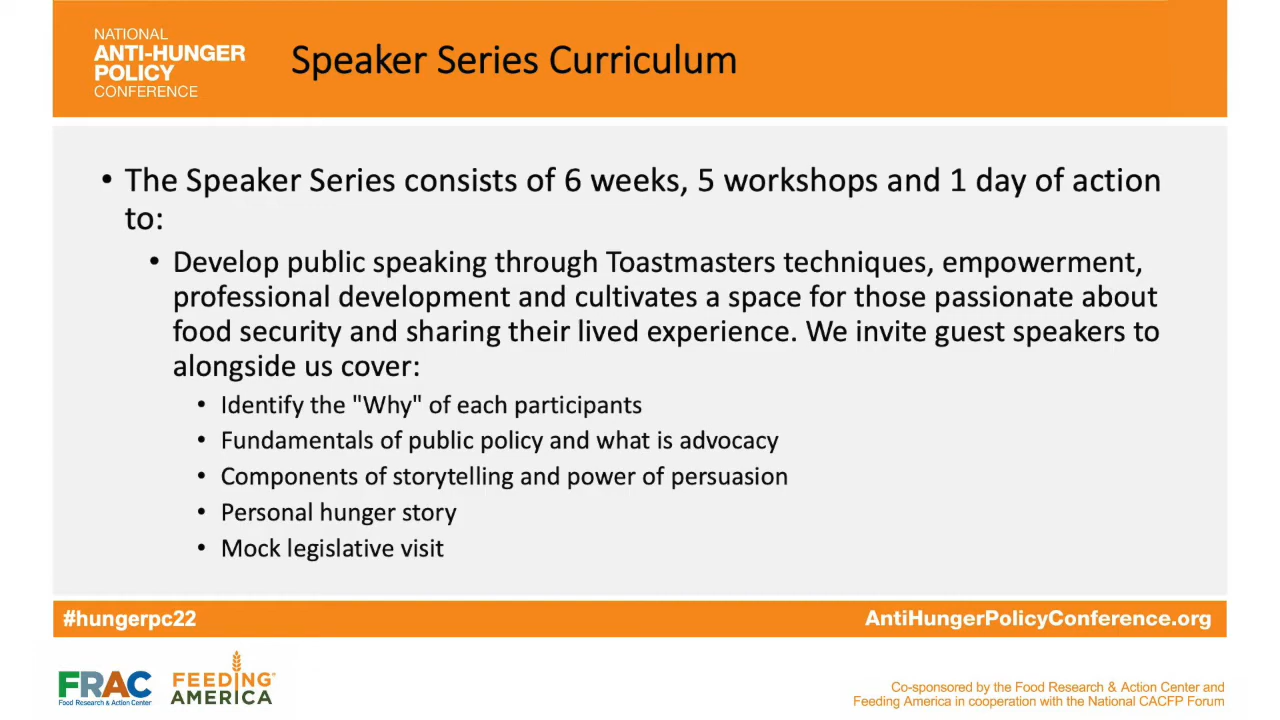 NATIONAL
ANTI-HUNGER
POLICY
CONFERENCE
Speaker Series Curriculum
• The Speaker Series consists of 6 weeks, 5 workshops and 1 day of action
to:
• Develop public speaking through Toastmasters techniques, empowerment,
professional development and cultivates a space for those passionate about
food security and sharing their lived experience. We invite guest speakers to
alongside us cover:
• Identify the "Why" of each participants
• Fundamentals of public policy and what is advocacy
• Components of storytelling and power of persuasion
• Personal hunger story
• Mock legislative visit
#hungerpc22
AntiHungerPolicyConference.org
FRAC
Food Research & Action Center
FEEDING®
AMERICA
Co-sponsored by the Food Research & Action Center and
Feeding America in cooperation with the National CACFP Forum